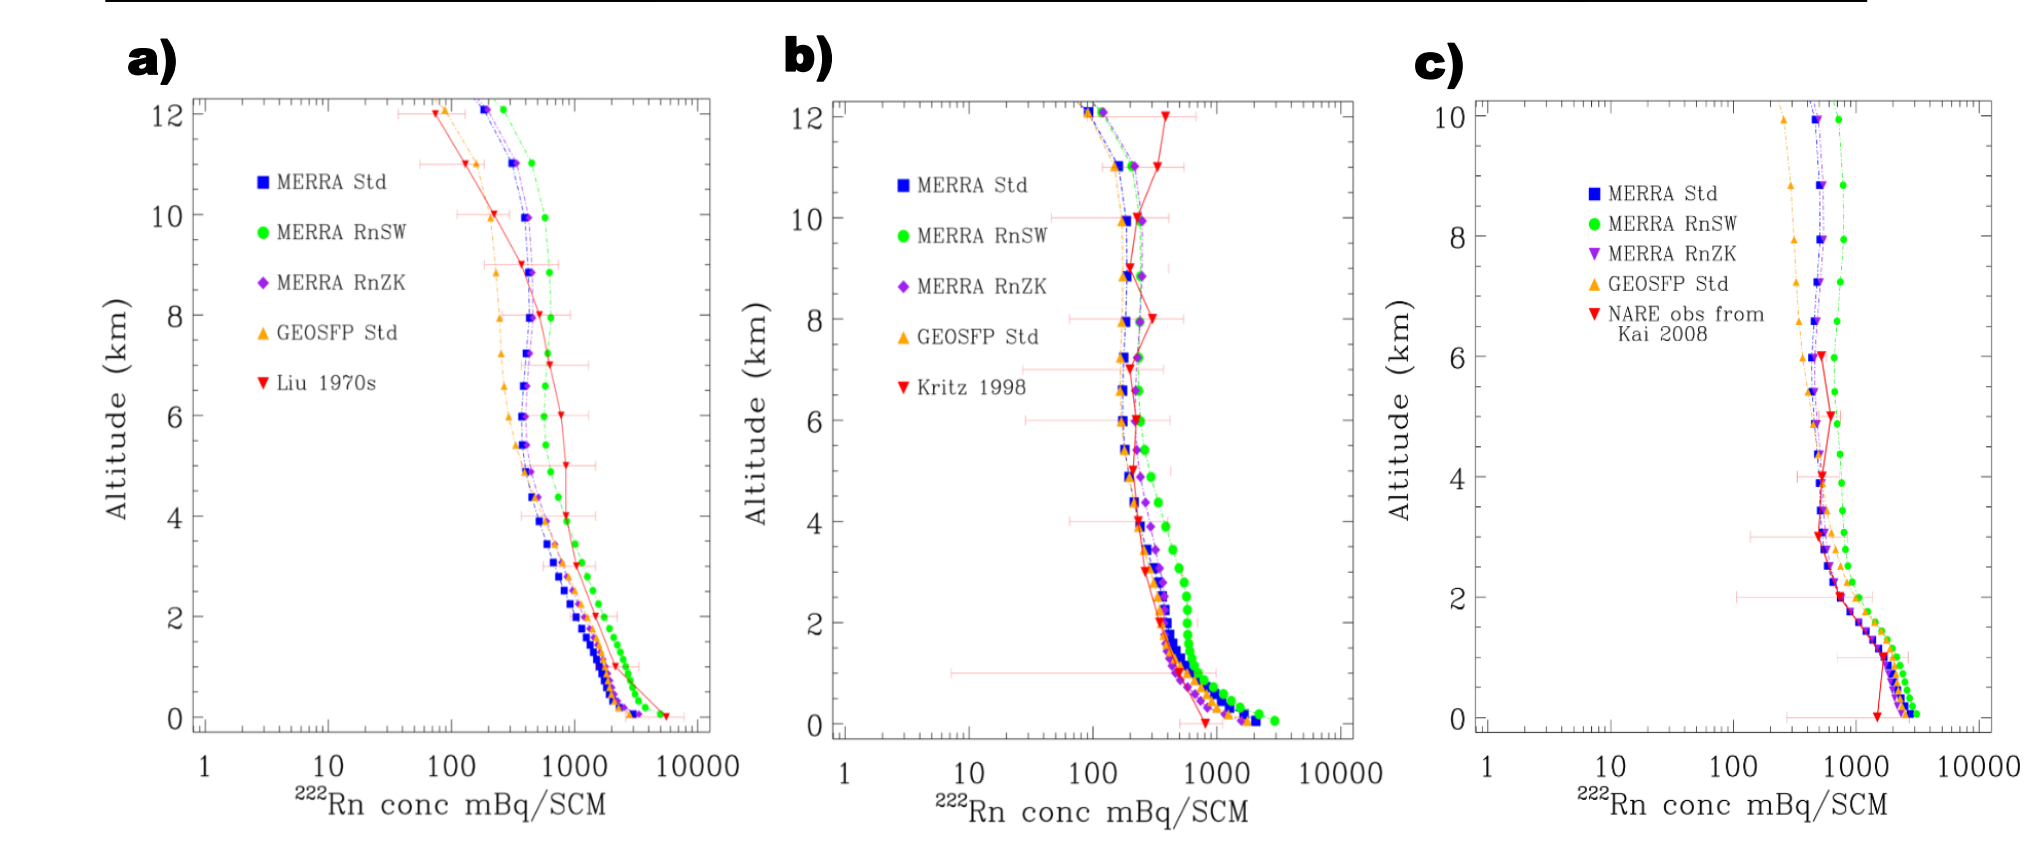 a)
12
10
8
6
4
2
0
Altitude (km)
MERRA Std
MERRA RnSW
MERRA RnZK
GEOSFP Std
Liu 1970s
1 10 100 1000 10000
²²²Rn conc mBq/SCM
b)
12
10
8
6
4
2
0
Altitude (km)
MERRA Std
MERRA RnSW
MERRA RnZK
GEOSFP Std
Kritz 1998
1 10 100 1000 10000
²²²Rn conc mBq/SCM
c)
10
8
6
4
2
0
Altitude (km)
MERRA Std
MERRA RnSW
MERRA RnZK
GEOSFP Std
NARE obs from
Kai 2008
1 10 100 1000 10000
²²²Rn conc mBq/SCM